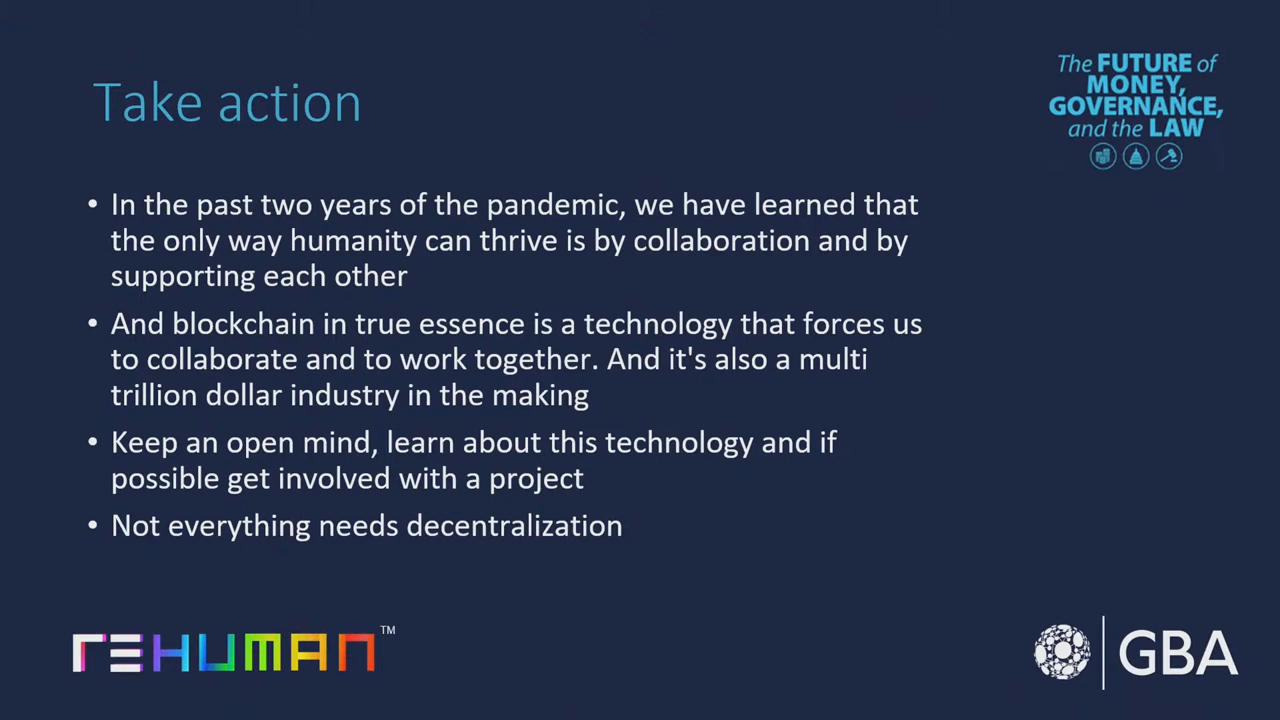 Take action
The FUTURE of
MONEY,
GOVERNANCE,
and the LAW
• In the past two years of the pandemic, we have learned that
the only way humanity can thrive is by collaboration and by
supporting each other
• And blockchain in true essence is a technology that forces us
to collaborate and to work together. And it's also a multi
trillion dollar industry in the making
• Keep an open mind, learn about this technology and if
possible get involved with a project
• Not everything needs decentralization
rEHUMAN™
GBA